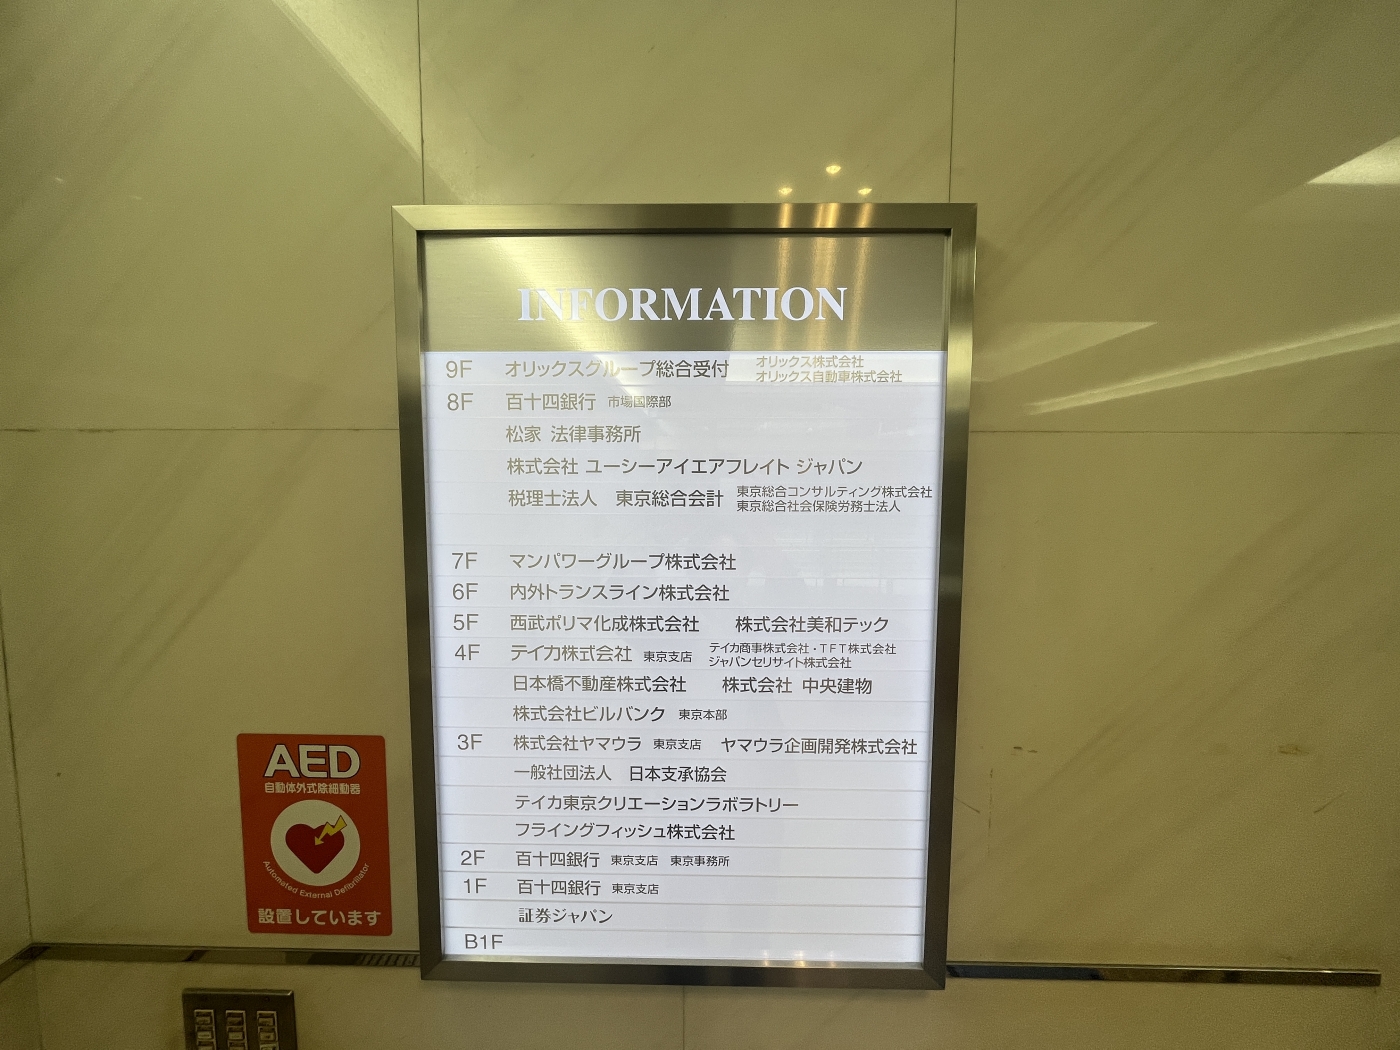 INFORMATION
9F オリックスグループ総合受付 オリックス株式会社
オリックス自動車株式会社
8F 百十四銀行 市場国際部
松家 法律事務所
株式会社 ユーシーアイエアフレイト ジャパン
税理士法人 東京総合会計 東京総合コンサルティング株式会社
東京総合社会保険労務士法人
7F マンパワーグループ株式会社
6F 内外トランスライン株式会社
5F 西武ポリマ化成株式会社 株式会社美和テック
4F テイカ株式会社 東京支店 テイカ商事株式会社・TFT株式会社
ジャパンセリサイト株式会社
日本橋不動産株式会社 株式会社 中央建物
株式会社ビルバンク 東京本部
3F 株式会社ヤマウラ 東京支店 ヤマウラ企画開発株式会社
一般社団法人 日本支承協会
テイカ東京クリエーションラボラトリー
フライングフィッシュ株式会社
2F 百十四銀行 東京支店 東京事務所
1F 百十四銀行 東京支店
証券ジャパン
B1F
AED
自動体外式除細動器
Automated External Defibrillator
設置しています